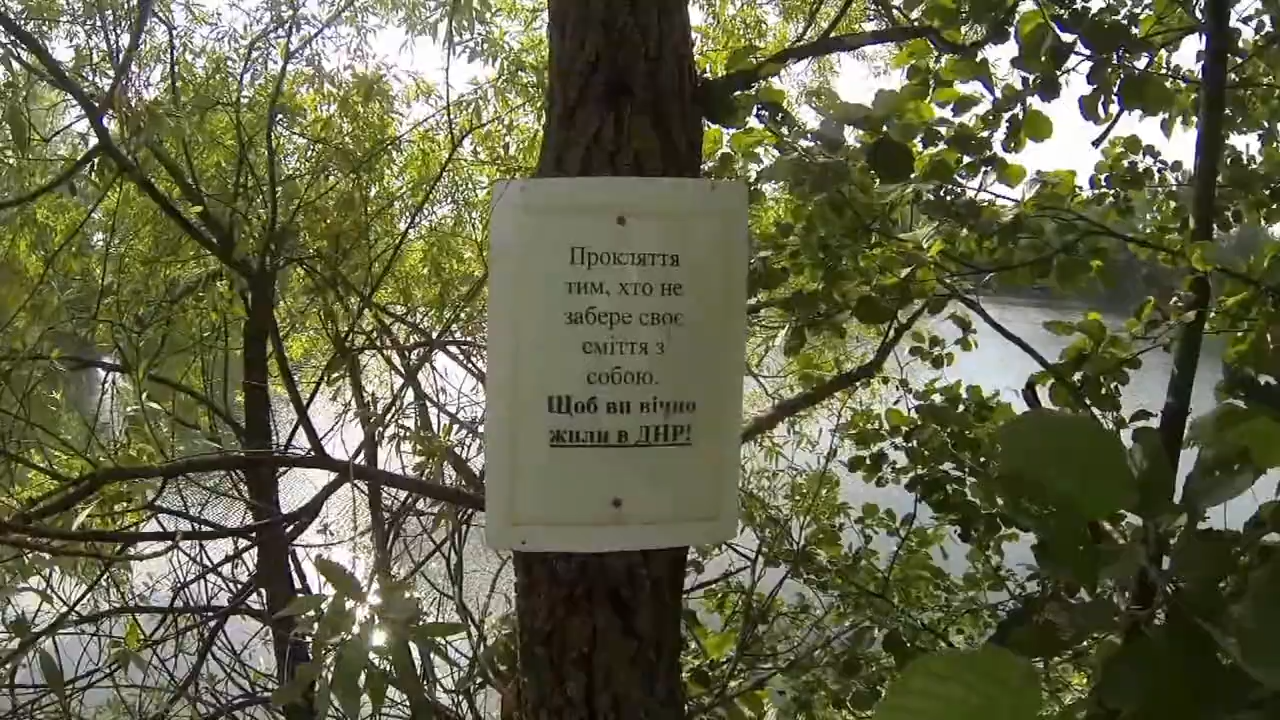 Прокляття
тим, хто не
забере своє
сміття з
собою.
Щоб ви вічно
жили в ДНР!